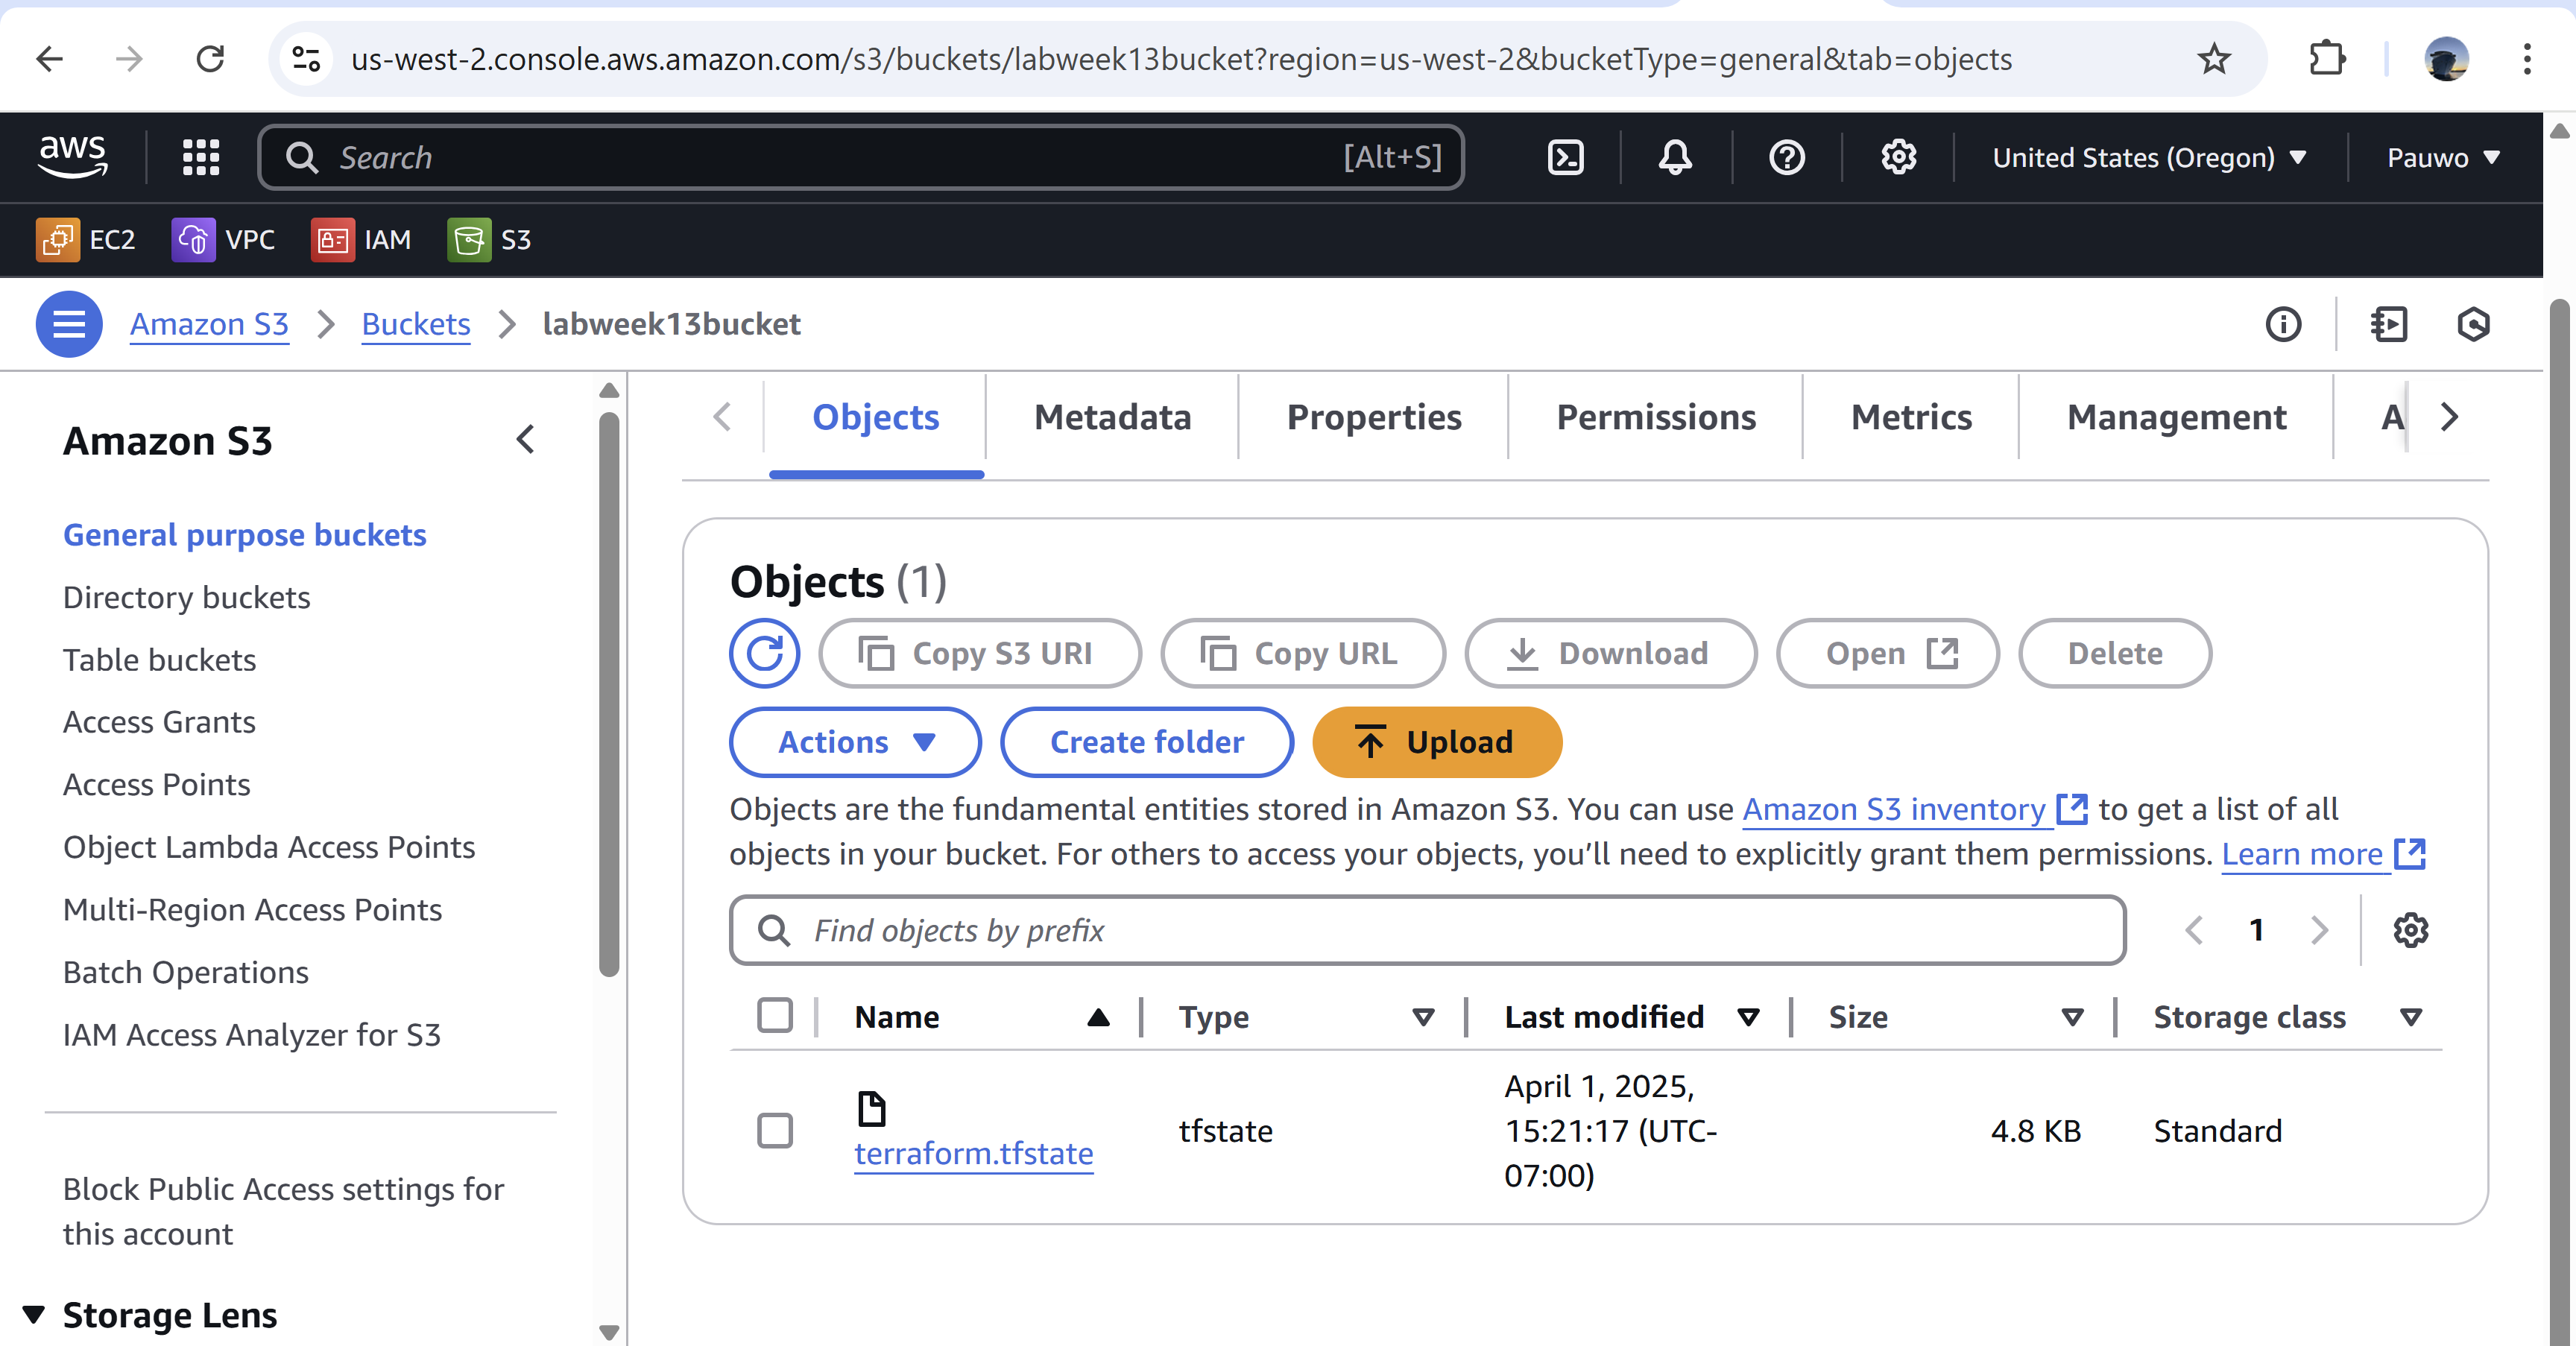 us-west-2.console.aws.amazon.com/s3/buckets/labweek13bucket?region=us-west-2&bucketType=general&tab=objects
aws
Search
[Alt+S]
United States (Oregon)
Pauwo
EC2
VPC
IAM
S3
Amazon S3
Buckets
labweek13bucket
Amazon S3
General purpose buckets
Directory buckets
Table buckets
Access Grants
Access Points
Object Lambda Access Points
Multi-Region Access Points
Batch Operations
IAM Access Analyzer for S3
Block Public Access settings for
this account
Storage Lens
Objects
Metadata
Properties
Permissions
Metrics
Management
A
Objects (1)
Copy S3 URI
Copy URL
Download
Open
Delete
Actions
Create folder
Upload
Objects are the fundamental entities stored in Amazon S3. You can use Amazon S3 inventory to get a list of all
objects in your bucket. For others to access your objects, you’ll need to explicitly grant them permissions. Learn more
Find objects by prefix
1
Name
Type
Last modified
Size
Storage class
terraform.tfstate
tfstate
April 1, 2025,
15:21:17 (UTC-
07:00)
4.8 KB
Standard